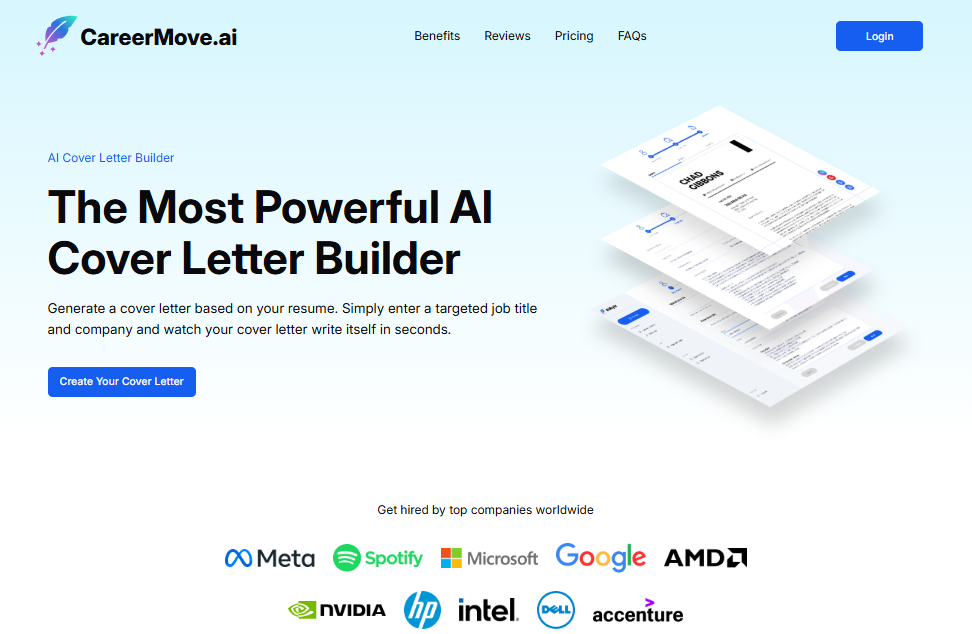 CareerMove.ai
Benefits Reviews Pricing FAQs
Login
AI Cover Letter Builder
The Most Powerful AI
Cover Letter Builder
Generate a cover letter based on your resume. Simply enter a targeted job title
and company and watch your cover letter write itself in seconds.
Create Your Cover Letter
CHAD
GIBBONS
Get hired by top companies worldwide
Meta Spotify Microsoft Google AMD
NVIDIA hp intel. DELL accenture